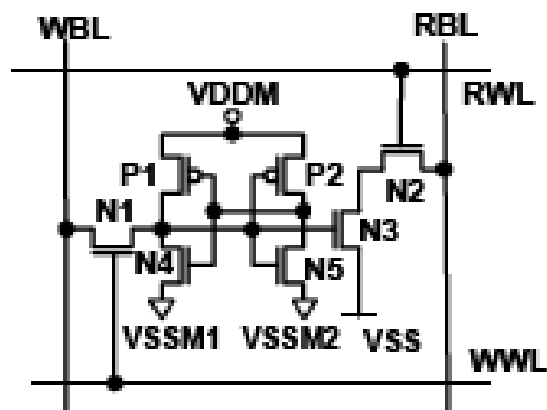 WBL RBL
RWL
VDDM
P1 P2
N2
N1
N3
N4 N5
VSSM1 VSSM2 VSS
WWL